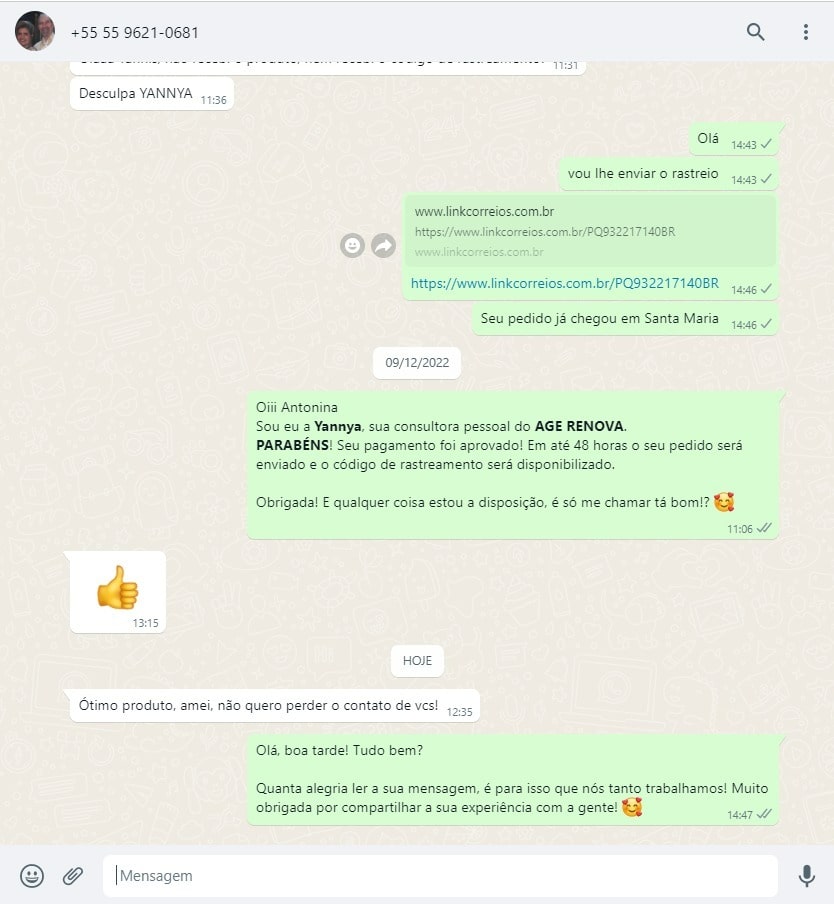 +55 55 9621-0681
11:31
Desculpa YANNYA 11:36
Olá 14:43
vou lhe enviar o rastreio 14:43
www.linkcorreios.com.br
https://www.linkcorreios.com.br/PQ932217140BR
www.linkcorreios.com.br
https://www.linkcorreios.com.br/PQ932217140BR 14:46
Seu pedido já chegou em Santa Maria 14:46
09/12/2022
Oiii Antonina
Sou eu a Yannya, sua consultora pessoal do AGE RENOVA.
PARABÉNS! Seu pagamento foi aprovado! Em até 48 horas o seu pedido será
enviado e o código de rastreamento será disponibilizado.
Obrigada! E qualquer coisa estou a disposição, é só me chamar tá bom!? 🥰
11:06
👍
13:15
HOJE
Ótimo produto, amei, não quero perder o contato de vcs! 12:35
Olá, boa tarde! Tudo bem?
Quanta alegria ler a sua mensagem, é para isso que nós tanto trabalhamos! Muito
obrigada por compartilhar a sua experiência com a gente! 🥰 14:47
Mensagem